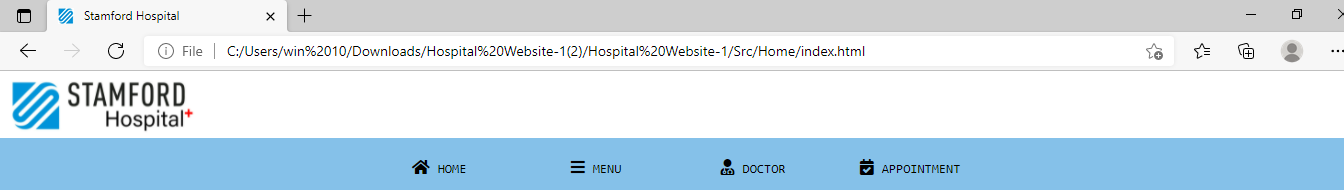 Stamford Hospital
File C:/Users/win%2010/Downloads/Hospital%20Website-1(2)/Hospital%20Website-1/Src/Home/index.html
STAMFORD
Hospital+
HOME MENU DOCTOR APPOINTMENT